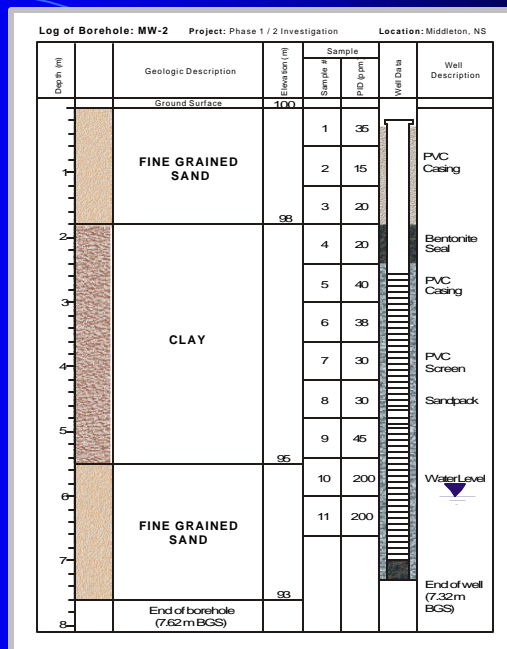 Log of Borehole: MW-2 Project: Phase 1 / 2 Investigation Location: Middleton, NS
Depth (m)
Geologic Description
Elevation (m)
Sample
Sample #
PID (ppm)
Well Data
Well
Description
Ground Surface 100
1 35
FINE GRAINED
SAND
PVC
Casing
1
2 15
3 20
98
2
4 20
Bentonite
Seal
5 40
PVC
Casing
3
6 38
CLAY
7 30
PVC
Screen
4
8 30
Sandpack
5
9 45
95
10 200
Water Level
6
11 200
FINE GRAINED
SAND
7
93
End of well
(7.32 m
BGS)
End of borehole
(7.62 m BGS)
8